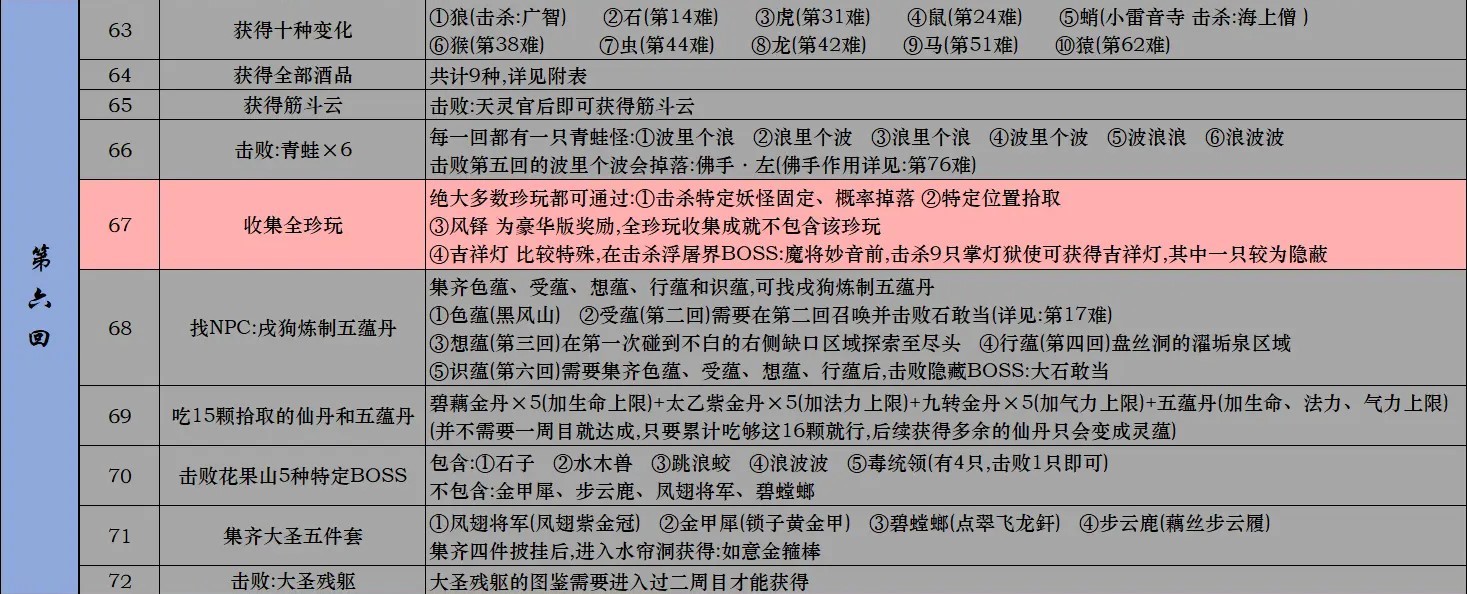 第六回
63 获得十种变化 ①狼(击杀:广智) ②石(第14难) ③虎(第31难) ④鼠(第24难) ⑤蛸(小雷音寺 击杀:海上僧 )
⑥猴(第38难) ⑦虫(第44难) ⑧龙(第42难) ⑨马(第51难) ⑩猿(第62难)
64 获得全部酒品 共计9种,详见附表
65 获得筋斗云 击败:天灵官后即可获得筋斗云
66 击败:青蛙×6 每一回都有一只青蛙怪:①波里个浪 ②浪里个波 ③浪里个浪 ④波里个波 ⑤波浪浪 ⑥浪波波
击败第五回的波里个波会掉落:佛手·左(佛手作用详见:第76难)
67 收集全珍玩 绝大多数珍玩都可通过:①击杀特定妖怪固定、概率掉落 ②特定位置拾取
③风铎 为豪华版奖励,全珍玩收集成就不包含该珍玩
④吉祥灯 比较特殊,在击杀浮屠界BOSS:魔将妙音前,击杀9只掌灯狱使可获得吉祥灯,其中一只较为隐蔽
68 找NPC:戌狗炼制五蕴丹 集齐色蕴、受蕴、想蕴、行蕴和识蕴,可找戌狗炼制五蕴丹
①色蕴(黑风山) ②受蕴(第二回)需要在第二回召唤并击败石敢当(详见:第17难)
③想蕴(第三回)在第一次碰到不白的右侧缺口区域探索至尽头 ④行蕴(第四回)盘丝洞的濯垢泉区域
⑤识蕴(第六回)需要集齐色蕴、受蕴、想蕴、行蕴后,击败隐藏BOSS:大石敢当
69 吃15颗拾取的仙丹和五蕴丹 碧藕金丹×5(加生命上限)+太乙紫金丹×5(加法力上限)+九转金丹×5(加气力上限)+五蕴丹(加生命、法力、气力上限)
(并不需要一周目就达成,只要累计吃够这16颗就行,后续获得多余的仙丹只会变成灵蕴)
70 击败花果山5种特定BOSS 包含:①石子 ②水木兽 ③跳浪蛟 ④浪波波 ⑤毒统领(有4只,击败1只即可)
不包含:金甲犀、步云鹿、凤翅将军、碧螳螂
71 集齐大圣五件套 ①凤翅将军(凤翅紫金冠) ②金甲犀(锁子黄金甲) ③碧螳螂(点翠飞龙釬) ④步云鹿(藕丝步云履)
集齐四件披挂后,进入水帘洞获得:如意金箍棒
72 击败:大圣残躯 大圣残躯的图鉴需要进入过二周目才能获得